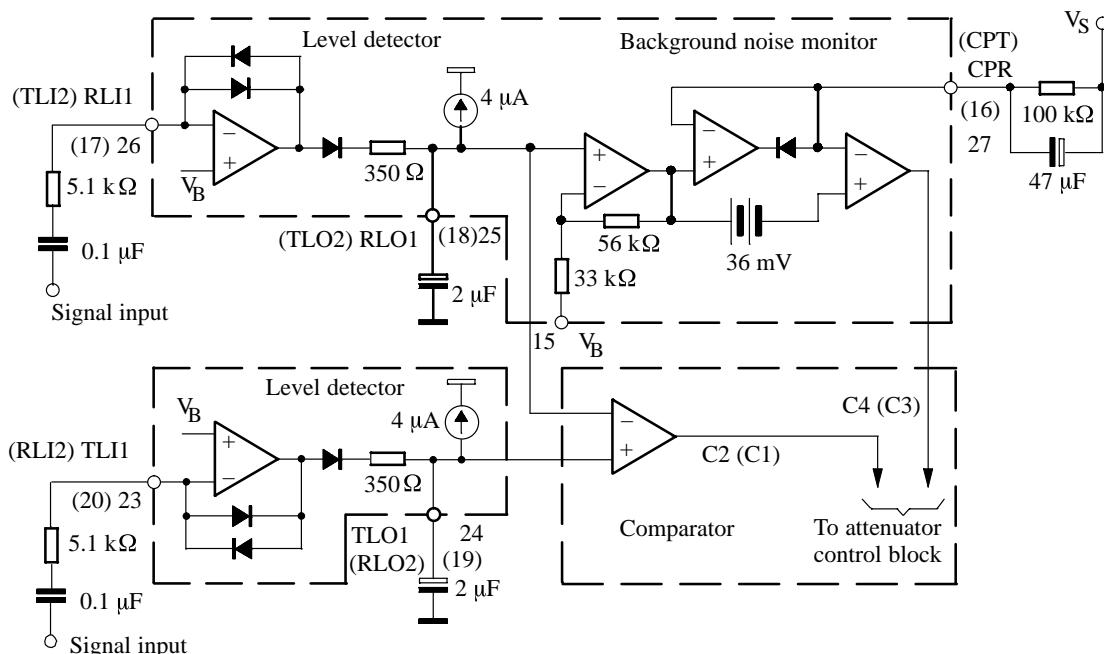 Level detector
Background noise monitor
V_S
(CPT)
CPR
(16)
27
100 kΩ
47 μF
4 μA
(TLI2) RLI1
(17) 26
5.1 kΩ
0.1 μF
Signal input
−
+
V_B
350 Ω
(TLO2) RLO1
(18)25
2 μF
+
−
56 kΩ
33 kΩ
15
V_B
−
+
36 mV
−
+
Level detector
V_B
4 μA
+
−
350 Ω
(RLI2) TLI1
(20) 23
5.1 kΩ
0.1 μF
Signal input
TLO1
(RLO2)
24
(19)
2 μF
−
+
C2 (C1)
C4 (C3)
Comparator
To attenuator
control block